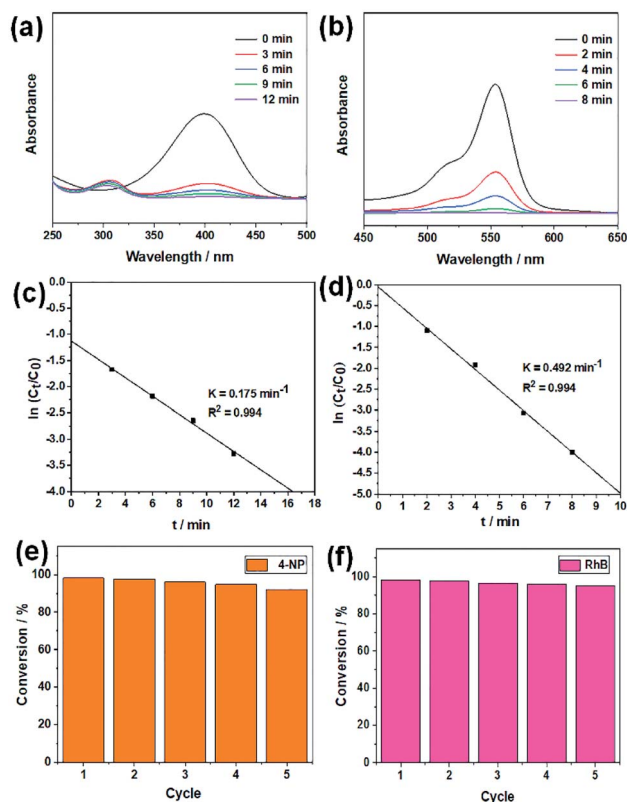 (a)
0 min
3 min
6 min
9 min
12 min
Absorbance
250 300 350 400 450 500
Wavelength / nm
(b)
0 min
2 min
4 min
6 min
8 min
Absorbance
450 500 550 600 650
Wavelength / nm
(c)
0.0
-0.5
-1.0
-1.5
-2.0
-2.5
-3.0
-3.5
-4.0
ln (Ct/C0)
K = 0.175 min-1
R2 = 0.994
0 2 4 6 8 10 12 14 16 18
t / min
(d)
0.0
-0.5
-1.0
-1.5
-2.0
-2.5
-3.0
-3.5
-4.0
-4.5
-5.0
ln (Ct/C0)
K = 0.492 min-1
R2 = 0.994
0 1 2 3 4 5 6 7 8 9 10
t / min
(e)
4-NP
100
80
60
40
20
0
Conversion / %
1 2 3 4 5
Cycle
(f)
RhB
100
80
60
40
20
0
Conversion / %
1 2 3 4 5
Cycle